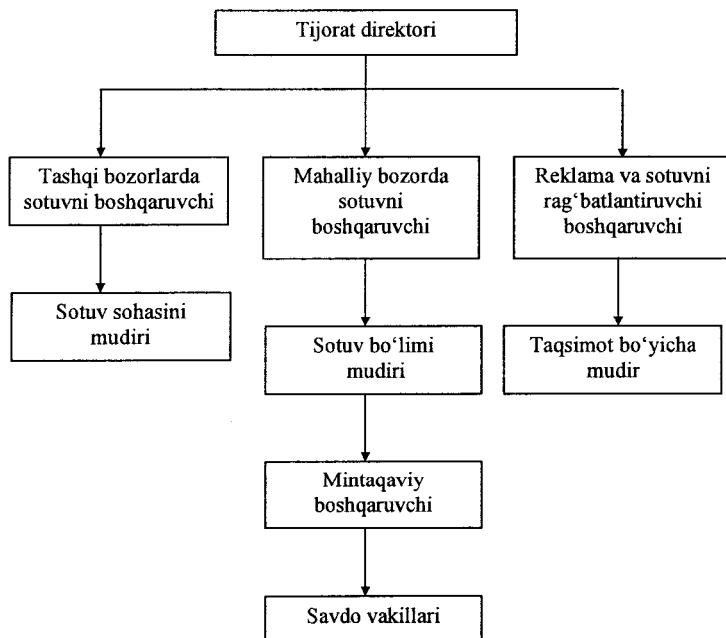 Tijorat direktori
Tashqi bozorlarda
sotuvni boshqaruvchi
Mahalliy bozorda
sotuvni
boshqaruvchi
Reklama va sotuvni
rag‘batlantiruvchi
boshqaruvchi
Sotuv sohasini
mudiri
Sotuv bo‘limi
mudiri
Taqsimot bo‘yicha
mudir
Mintaqaviy
boshqaruvchi
Savdo vakillari